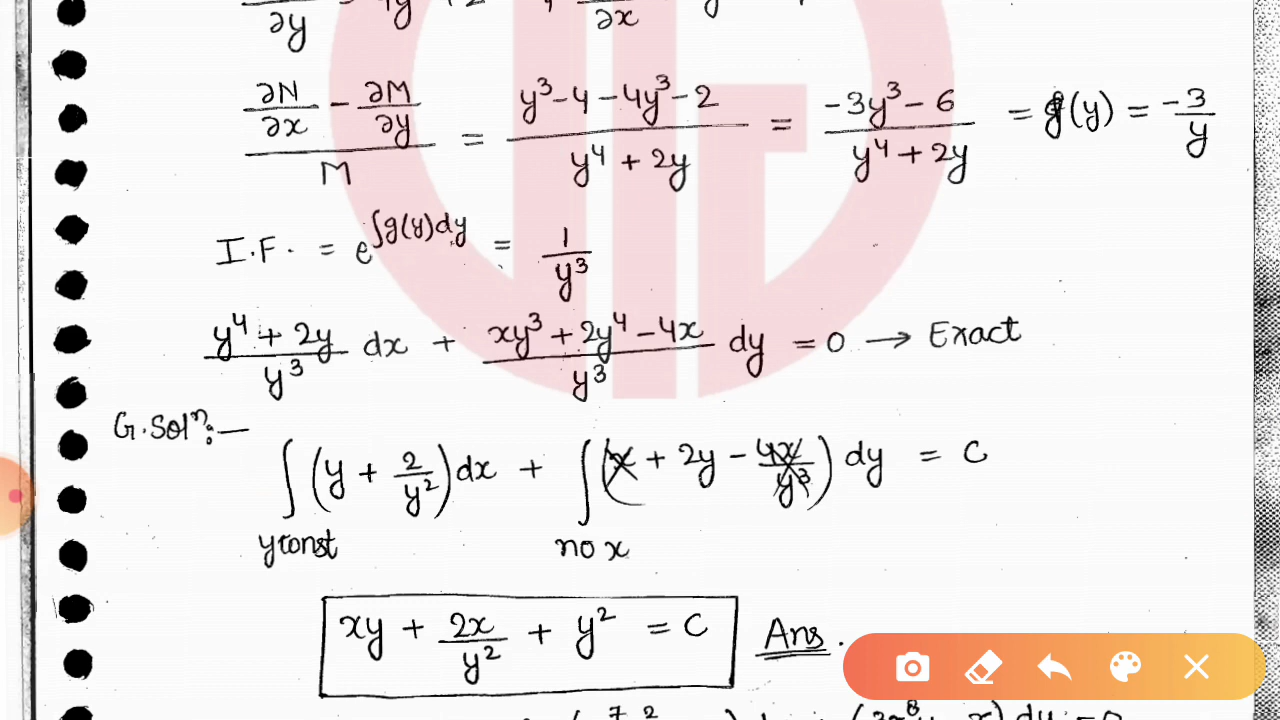 ∂y ∂x
(∂N/∂x − ∂M/∂y)/M = (y³−4−4y³−2)/(y⁴+2y) = (−3y³−6)/(y⁴+2y) = g(y) = −3/y
I.F. = e^∫g(y)dy = 1/y³
(y⁴+2y)/y³ dx + (xy³+2y⁴−4x)/y³ dy = 0 → Exact
G.Solⁿ:—
∫(y + 2/y²)dx + ∫(x + 2y − 4x/y³) dy = C
y const no x
xy + 2x/y² + y² = C Ans.